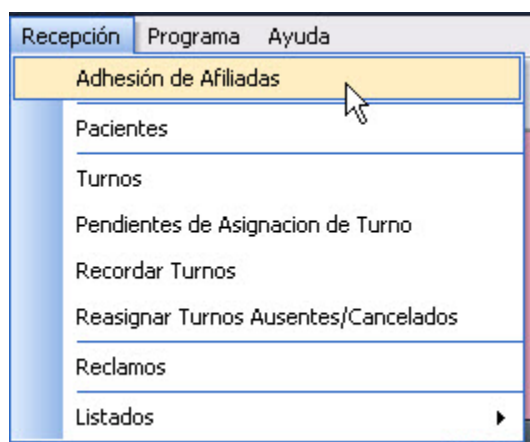 Recepción Programa Ayuda
Adhesión de Afiliadas
Pacientes
Turnos
Pendientes de Asignacion de Turno
Recordar Turnos
Reasignar Turnos Ausentes/Cancelados
Reclamos
Listados